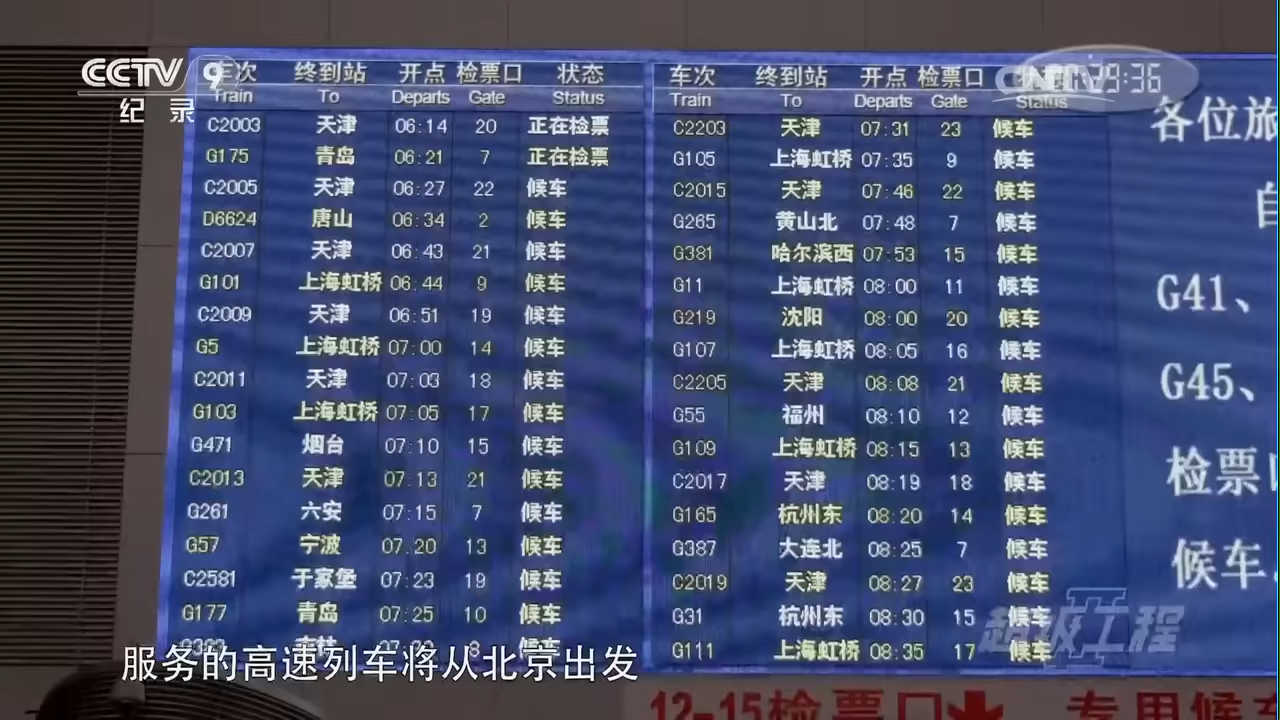 CCTV 9
纪录
车次 终到站 开点 检票口 状态
Train To Departs Gate Status
C2003 天津 06:14 20 正在检票
G175 青岛 06:21 7 正在检票
C2005 天津 06:27 22 候车
D6624 唐山 06:34 2 候车
C2007 天津 06:43 21 候车
G101 上海虹桥 06:44 9 候车
C2009 天津 06:51 19 候车
G5 上海虹桥 07:00 14 候车
C2011 天津 07:03 18 候车
G103 上海虹桥 07:05 17 候车
G471 烟台 07:10 15 候车
C2013 天津 07:13 21 候车
G261 六安 07:15 7 候车
G57 宁波 07:20 13 候车
C2581 于家堡 07:23 19 候车
G177 青岛 07:25 10 候车
车次 终到站 开点 检票口
Train To Departs Gate Status
C2203 天津 07:31 23 候车
G105 上海虹桥 07:35 9 候车
C2015 天津 07:46 22 候车
G265 黄山北 07:48 7 候车
G381 哈尔滨西 07:53 15 候车
G11 上海虹桥 08:00 11 候车
G219 沈阳 08:00 20 候车
G107 上海虹桥 08:05 16 候车
C2205 天津 08:08 21 候车
G55 福州 08:10 12 候车
G109 上海虹桥 08:15 13 候车
C2017 天津 08:19 18 候车
G165 杭州东 08:20 14 候车
G387 大连北 08:25 7 候车
C2019 天津 08:27 23 候车
G31 杭州东 08:30 15 候车
G111 上海虹桥 08:35 17 候车
各位旅
自
G41、
G45、
检票口
候车
超级工程 II
服务的高速列车将从北京出发
12-15检票口 专用候车